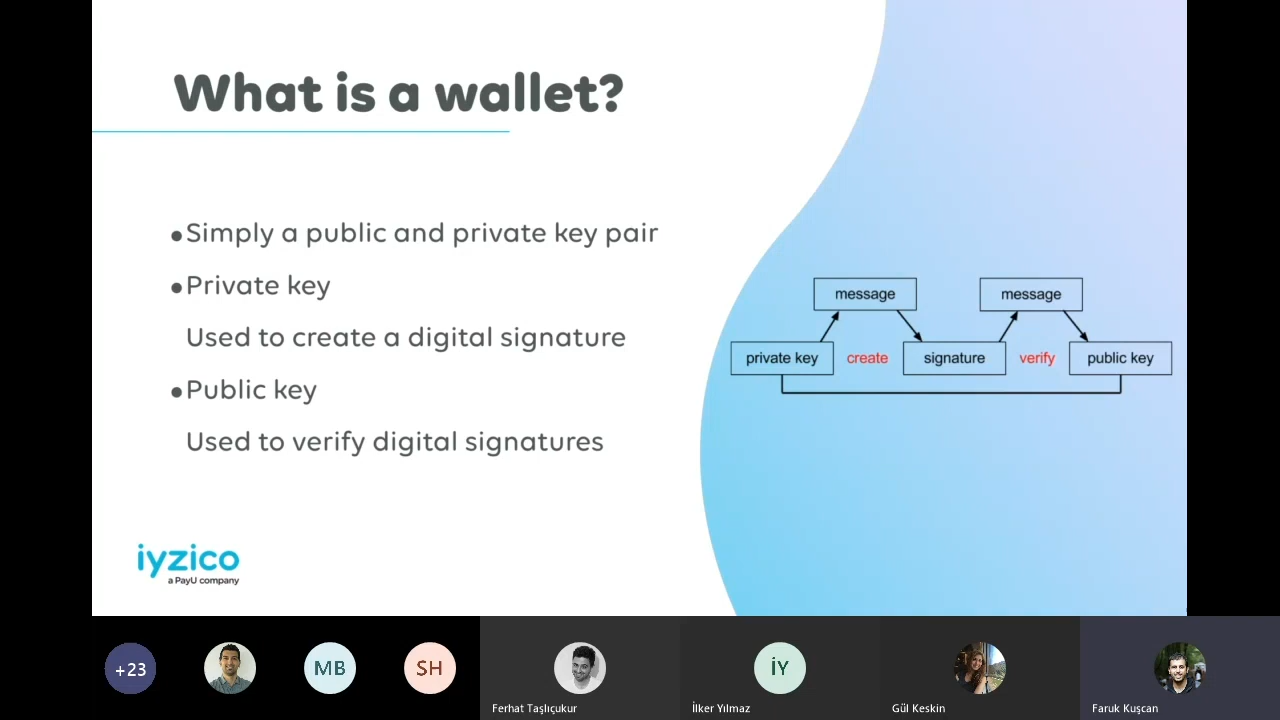 What is a wallet?
•Simply a public and private key pair
•Private key
Used to create a digital signature
•Public key
Used to verify digital signatures
message
message
private key
create
signature
verify
public key
iyzico
a PayU company
+23
MB
SH
İY
Ferhat Taşlıçukur
İlker Yılmaz
Gül Keskin
Faruk Kuşcan